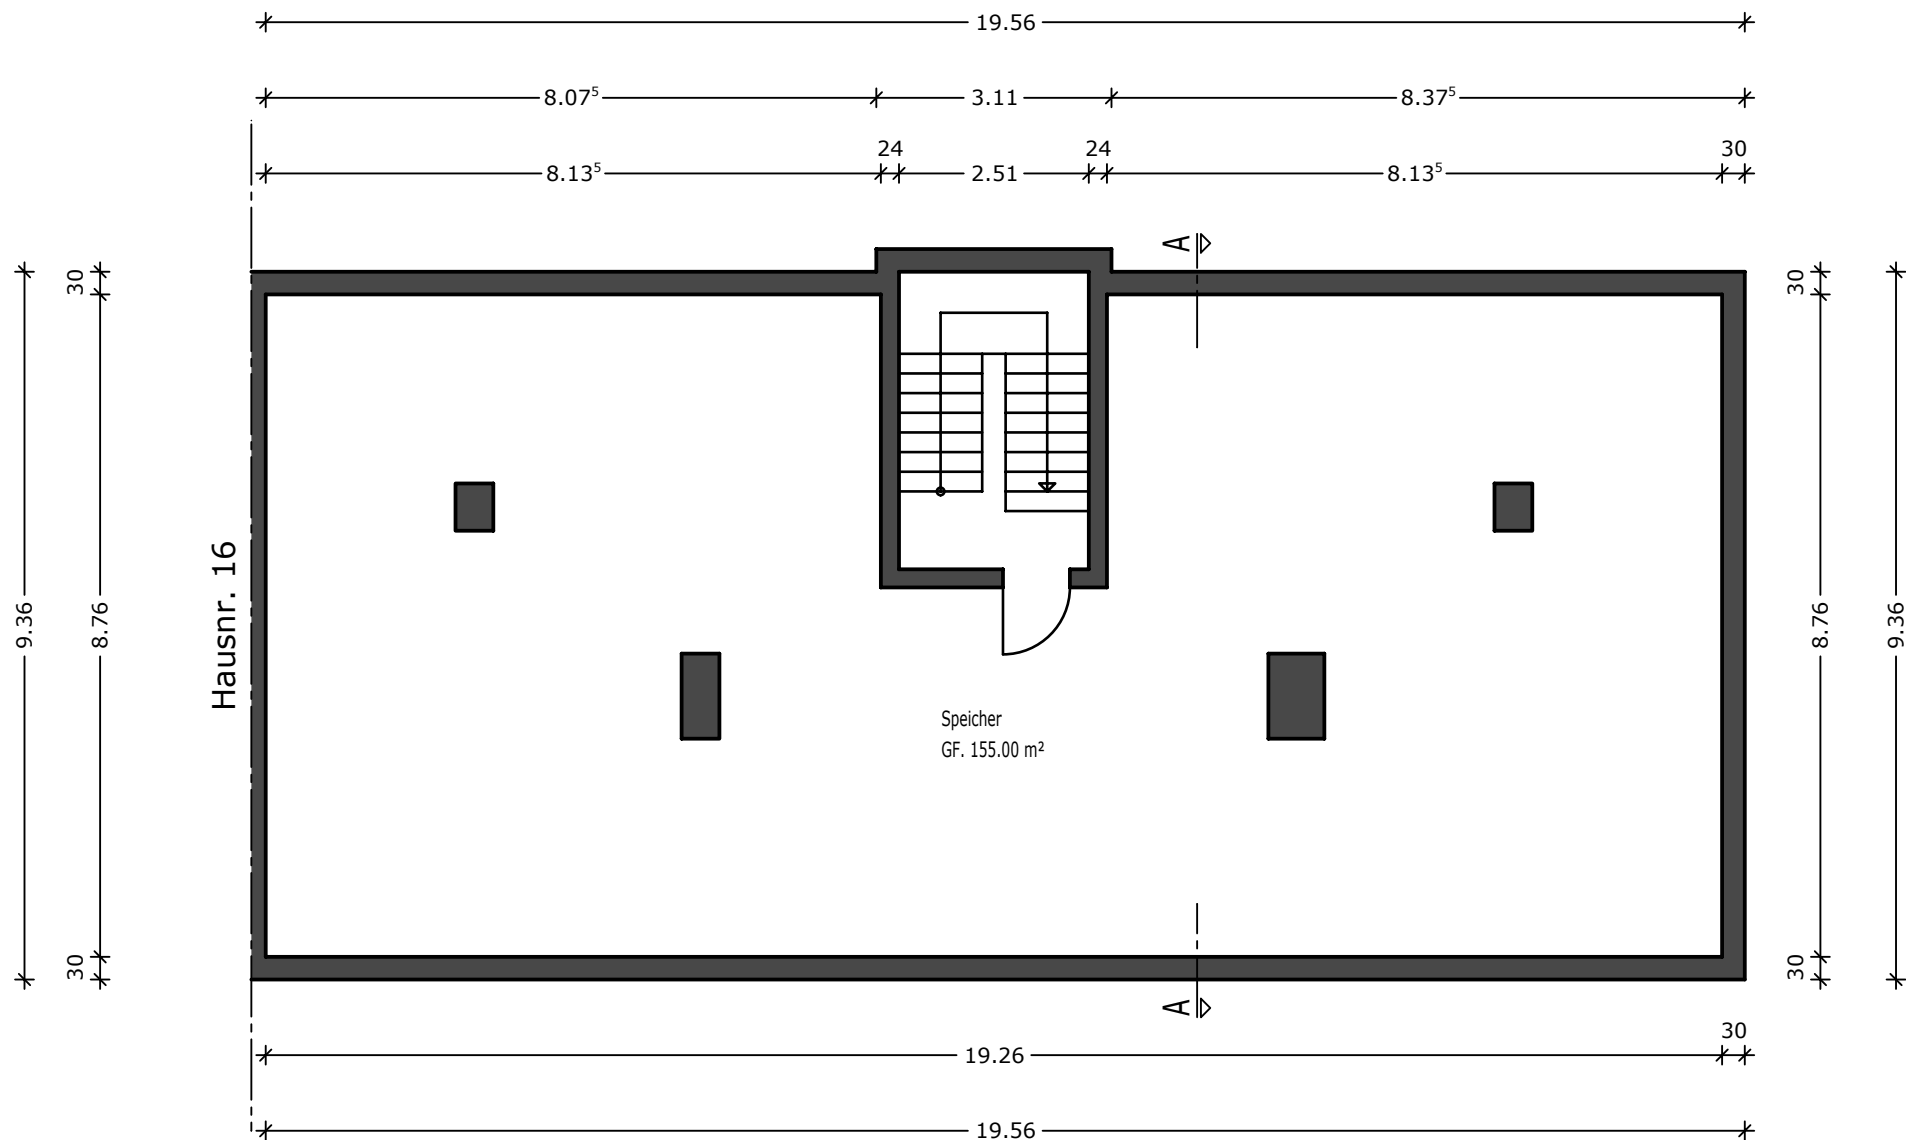 19.56
8.07⁵ 3.11 8.37⁵
24 24 30
8.13⁵ 2.51 8.13⁵
A
30 30
9.36 8.76 Hausnr. 16 8.76 9.36
Speicher
GF. 155.00 m²
30 30
A
30
19.26
19.56